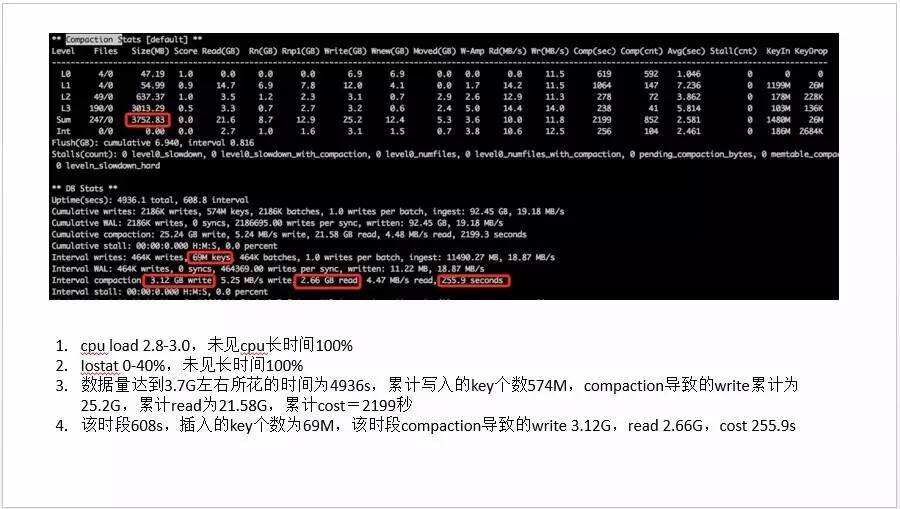 ** Compaction Stats [default] **
Level Files Size(MB) Score Read(GB) Rn(GB) Rnp1(GB) Write(GB) Wnew(GB) Moved(GB) W-Amp Rd(MB/s) Wr(MB/s) Comp(sec) Comp(cnt) Avg(sec) Stall(cnt) KeyIn KeyDrop
L0 4/0 47.19 1.0 0.0 0.0 0.0 6.9 6.9 0.0 0.0 0.0 11.5 619 592 1.046 0 0 0
L1 4/0 54.99 0.9 14.7 6.9 7.8 12.0 4.1 0.0 1.7 14.2 11.5 1064 147 7.236 0 1199M 26M
L2 49/0 637.37 1.0 3.5 1.2 2.3 3.1 0.7 2.9 2.6 12.9 11.3 278 72 3.862 0 178M 228K
L3 190/0 3013.29 0.5 3.3 0.7 2.7 3.2 0.6 2.4 5.0 14.4 14.0 238 41 5.814 0 103M 136K
Sum 247/0 3752.83 0.0 21.6 8.7 12.9 25.2 12.4 5.3 3.6 10.0 11.8 2199 852 2.581 0 1480M 26M
Int 0/0 0.00 0.0 2.7 1.0 1.6 3.1 1.5 0.7 3.8 10.6 12.5 256 104 2.461 0 186M 2684K
Flush(GB): cumulative 6.940, interval 0.816
Stalls(count): 0 level0_slowdown, 0 level0_slowdown_with_compaction, 0 level0_numfiles, 0 level0_numfiles_with_compaction, 0 pending_compaction_bytes, 0 memtable_compa
0 leveln_slowdown_hard
** DB Stats **
Uptime(secs): 4936.1 total, 608.8 interval
Cumulative writes: 2186K writes, 574M keys, 2186K batches, 1.0 writes per batch, ingest: 92.45 GB, 19.18 MB/s
Cumulative WAL: 2186K writes, 0 syncs, 2186695.00 writes per sync, written: 92.45 GB, 19.18 MB/s
Cumulative compaction: 25.24 GB write, 5.24 MB/s write, 21.58 GB read, 4.48 MB/s read, 2199.3 seconds
Cumulative stall: 00:00:0.000 H:M:S, 0.0 percent
Interval writes: 464K writes, 69M keys, 464K batches, 1.0 writes per batch, ingest: 11490.27 MB, 18.87 MB/s
Interval WAL: 464K writes, 0 syncs, 464369.00 writes per sync, written: 11.22 MB, 18.87 MB/s
Interval compaction: 3.12 GB write, 5.25 MB/s write, 2.66 GB read, 4.47 MB/s read, 255.9 seconds
Interval stall: 00:00:0.000 H:M:S, 0.0 percent
1. cpu load 2.8-3.0，未见cpu长时间100%
2. Iostat 0-40%，未见长时间100%
3. 数据量达到3.7G左右所花的时间为4936s，累计写入的key个数574M，compaction导致的write累计为
25.2G，累计read为21.58G，累计cost＝2199秒
4. 该时段608s，插入的key个数为69M，该时段compaction导致的write 3.12G，read 2.66G，cost 255.9s